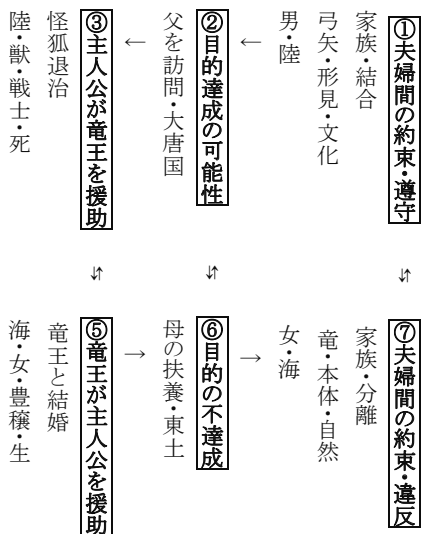 ①夫婦間の約束・遵守
家族・結合
弓矢・形見・文化
男・陸
←
②目的達成の可能性
父を訪問・大唐国
←
③主人公が竜王を援助
怪狐退治
陸・獣・戦士・死
⇅
⇅
⇅
⑦夫婦間の約束・違反
家族・分離
竜・本体・自然
女・海
→
⑥目的の不達成
母の扶養・東土
→
⑤竜王が主人公を援助
竜王と結婚
海・女・豊穣・生